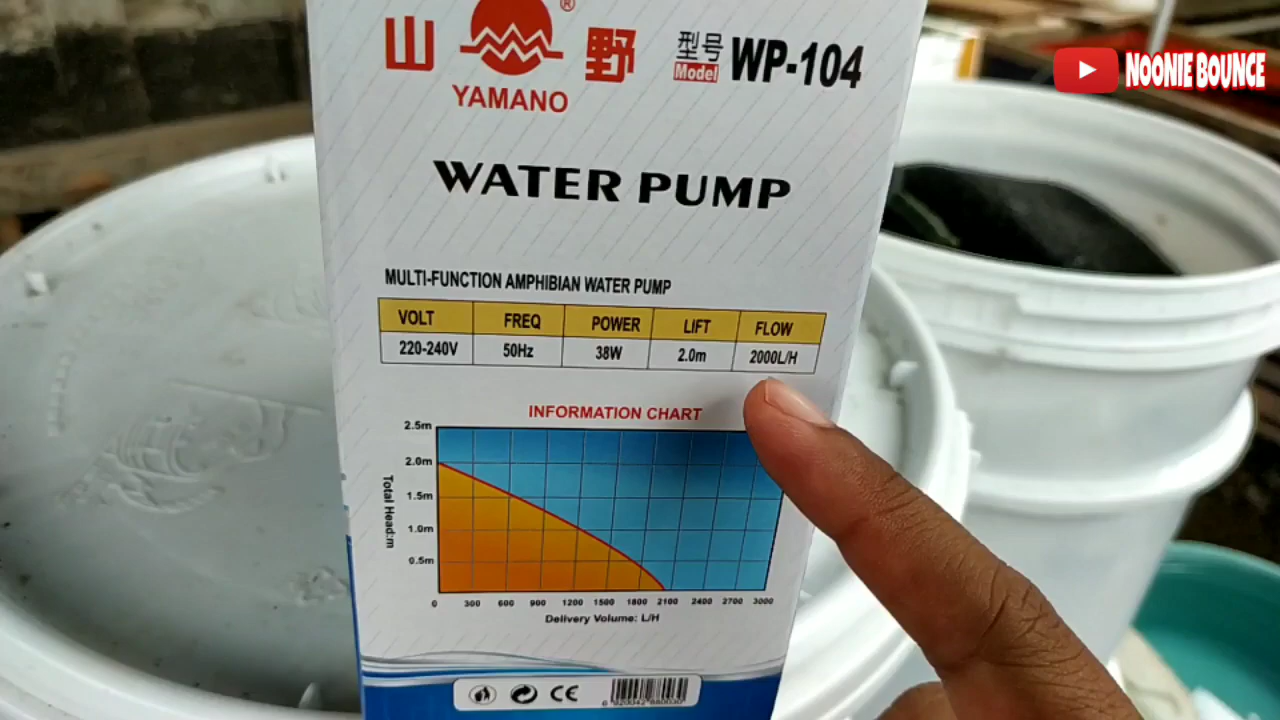 山 野 ®
YAMANO
型号
Model WP-104
NOONIE BOUNCE
WATER PUMP
MULTI-FUNCTION AMPHIBIAN WATER PUMP
VOLT FREQ POWER LIFT FLOW
220-240V 50Hz 38W 2.0m 2000L/H
INFORMATION CHART
2.5m
2.0m
1.5m
1.0m
0.5m
Total Head:m
0 300 600 900 1200 1500 1800 2100 2400 2700 3000
Delivery Volume: L/H
CE
6 920042 880030